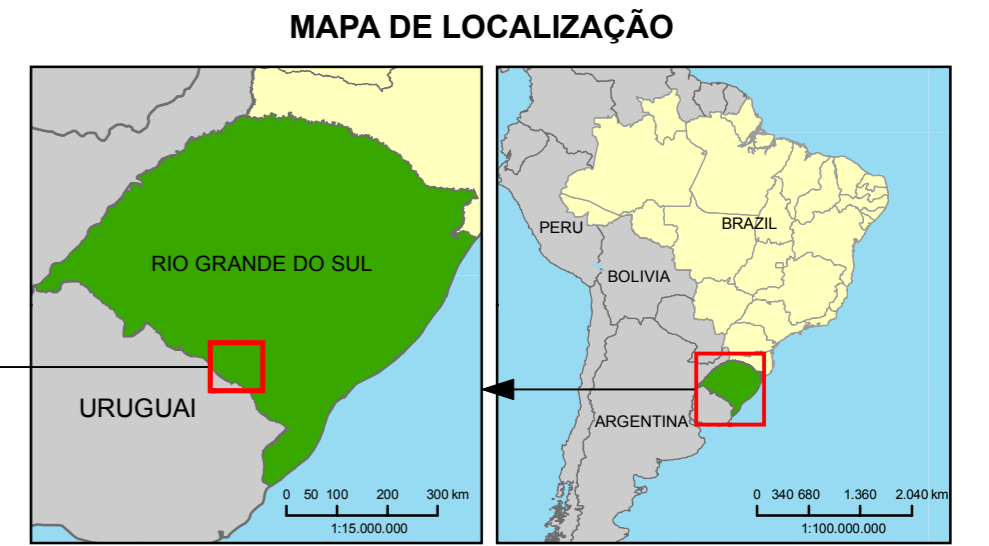 MAPA DE LOCALIZAÇÃO
RIO GRANDE DO SUL
URUGUAI
0 50 100 200 300 km
1:15.000.000
PERU
BRAZIL
BOLIVIA
ARGENTINA
0 340 680 1.360 2.040 km
1:100.000.000